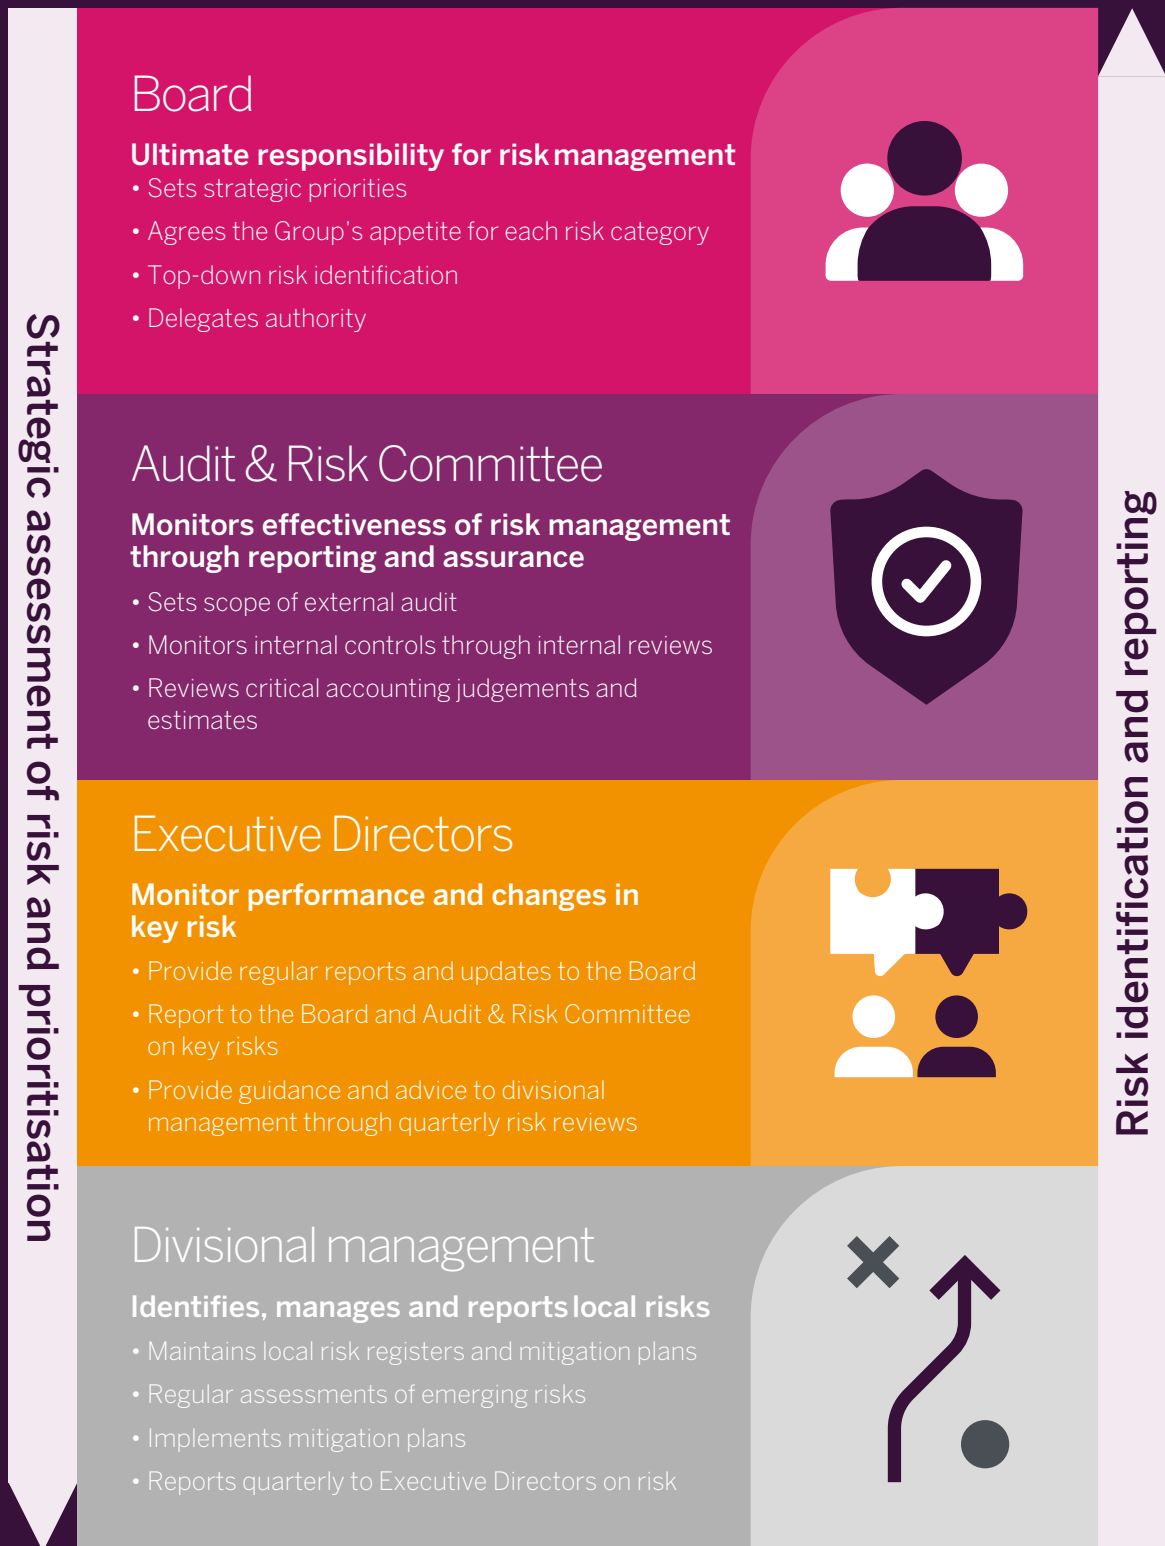 Strategic assessment of risk and prioritisation
Board
Ultimate responsibility for risk management
• Sets strategic priorities
• Agrees the Group's appetite for each risk category
• Top-down risk identification
• Delegates authority
Audit & Risk Committee
Monitors effectiveness of risk management
through reporting and assurance
• Sets scope of external audit
• Monitors internal controls through internal reviews
• Reviews critical accounting judgements and
estimates
Executive Directors
Monitor performance and changes in
key risk
• Provide regular reports and updates to the Board
• Report to the Board and Audit & Risk Committee
on key risks
• Provide guidance and advice to divisional
management through quarterly risk reviews
Divisional management
Identifies, manages and reports local risks
• Maintains local risk registers and mitigation plans
• Regular assessments of emerging risks
• Implements mitigation plans
• Reports quarterly to Executive Directors on risk
Risk identification and reporting